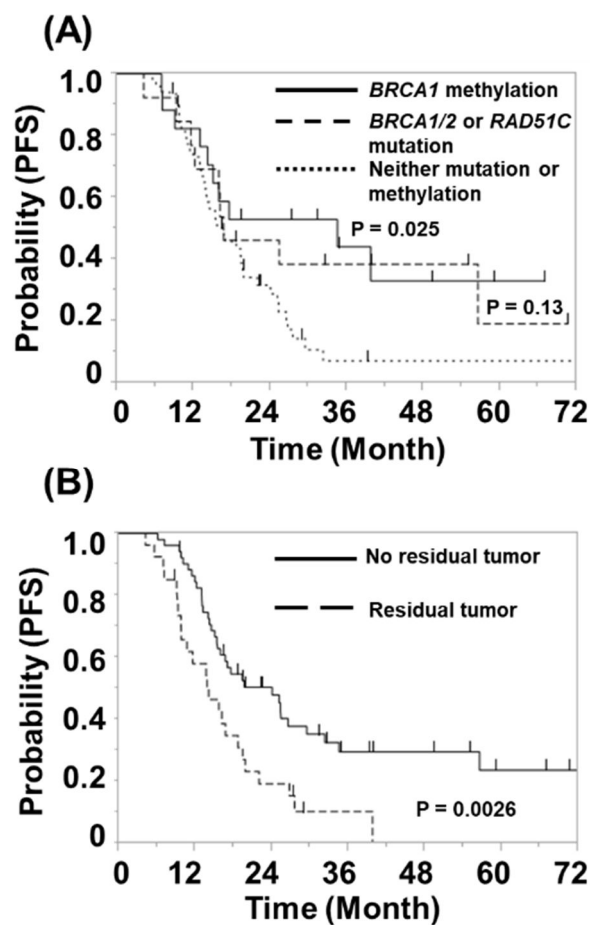 (A)
Probability (PFS)
1.0
0.8
0.6
0.4
0.2
0
BRCA1 methylation
BRCA1/2 or RAD51C
mutation
Neither mutation or
methylation
P = 0.025
P = 0.13
0 12 24 36 48 60 72
Time (Month)
(B)
Probability (PFS)
1.0
0.8
0.6
0.4
0.2
0
No residual tumor
Residual tumor
P = 0.0026
0 12 24 36 48 60 72
Time (Month)